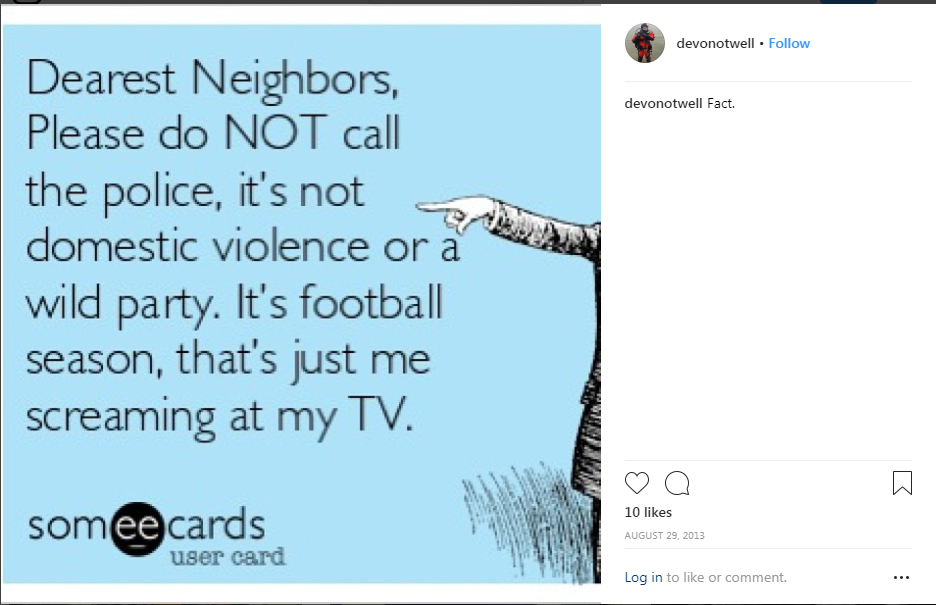 Dearest Neighbors,
Please do NOT call
the police, it's not
domestic violence or a
wild party. It's football
season, that's just me
screaming at my TV.
someecards
user card
devonotwell • Follow
devonotwell Fact.
10 likes
AUGUST 29, 2013
Log in to like or comment.